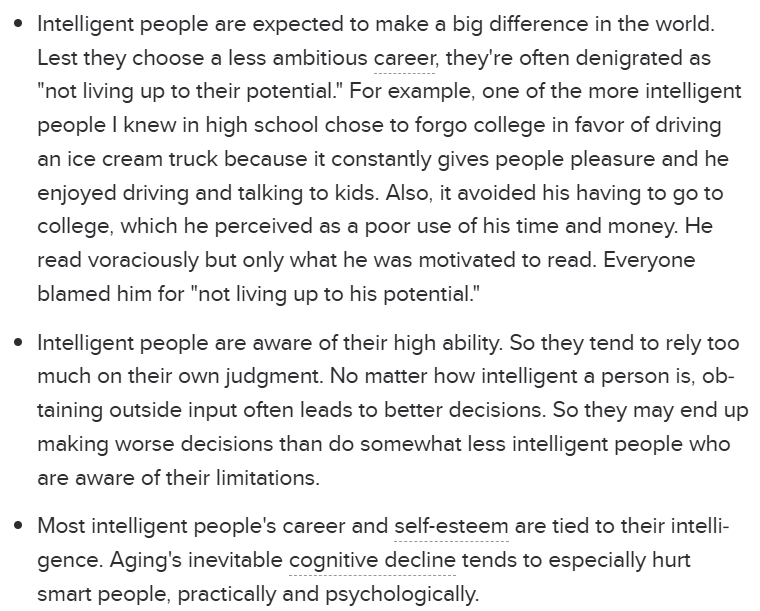 • Intelligent people are expected to make a big difference in the world.
Lest they choose a less ambitious career, they're often denigrated as
"not living up to their potential." For example, one of the more intelligent
people I knew in high school chose to forgo college in favor of driving
an ice cream truck because it constantly gives people pleasure and he
enjoyed driving and talking to kids. Also, it avoided his having to go to
college, which he perceived as a poor use of his time and money. He
read voraciously but only what he was motivated to read. Everyone
blamed him for "not living up to his potential."
• Intelligent people are aware of their high ability. So they tend to rely too
much on their own judgment. No matter how intelligent a person is, ob-
taining outside input often leads to better decisions. So they may end up
making worse decisions than do somewhat less intelligent people who
are aware of their limitations.
• Most intelligent people's career and self-esteem are tied to their intelli-
gence. Aging's inevitable cognitive decline tends to especially hurt
smart people, practically and psychologically.